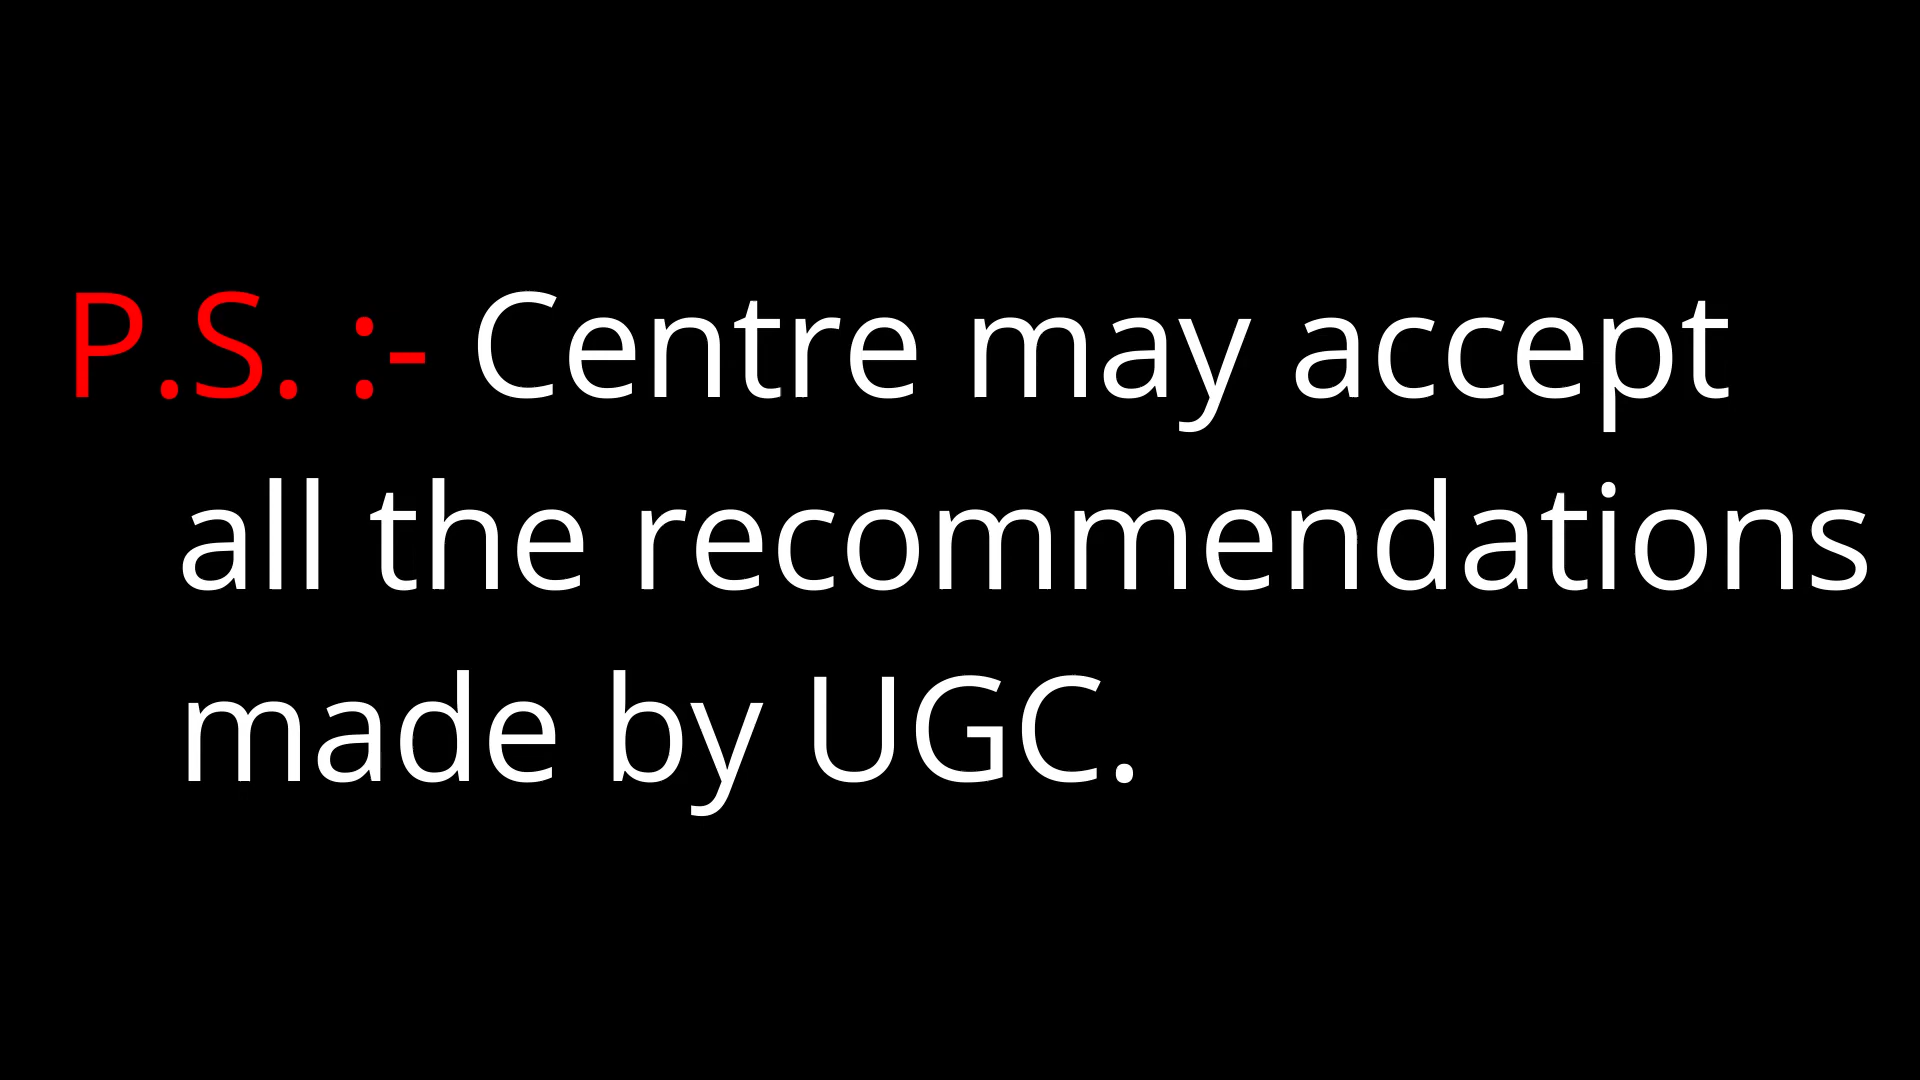 P.S. :- Centre may accept
all the recommendations
made by UGC.